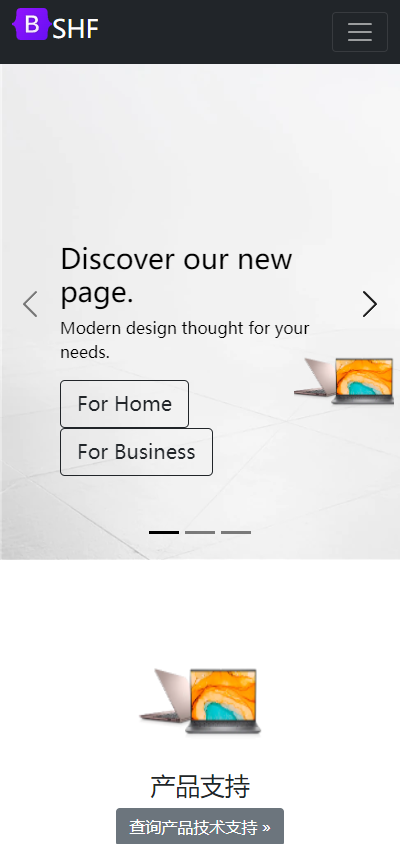 B SHF
Discover our new
page.
Modern design thought for your
needs.
For Home
For Business
产品支持
查询产品技术支持 »